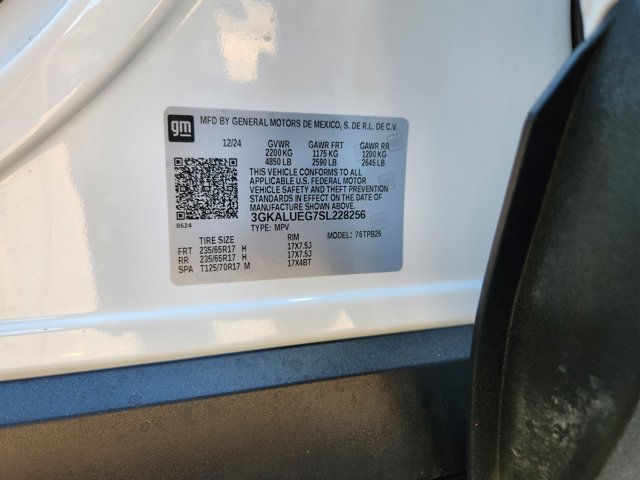 gm
MFD BY GENERAL MOTORS DE MEXICO, S. DE R.L. DE C.V.
12/24 GVWR GAWR FRT GAWR RR
2200 KG 1175 KG 1200 KG
4850 LB 2590 LB 2645 LB
THIS VEHICLE CONFORMS TO ALL
APPLICABLE U.S. FEDERAL MOTOR
VEHICLE SAFETY AND THEFT PREVENTION
STANDARDS IN EFFECT ON THE DATE OF
MANUFACTURE SHOWN ABOVE.
3GKALUEG7SL228256
8624
TYPE: MPV MODEL: 76TPB26
TIRE SIZE RIM
FRT 235/65R17 H 17X7.5J
RR 235/65R17 H 17X7.5J
SPA T125/70R17 M 17X4BT